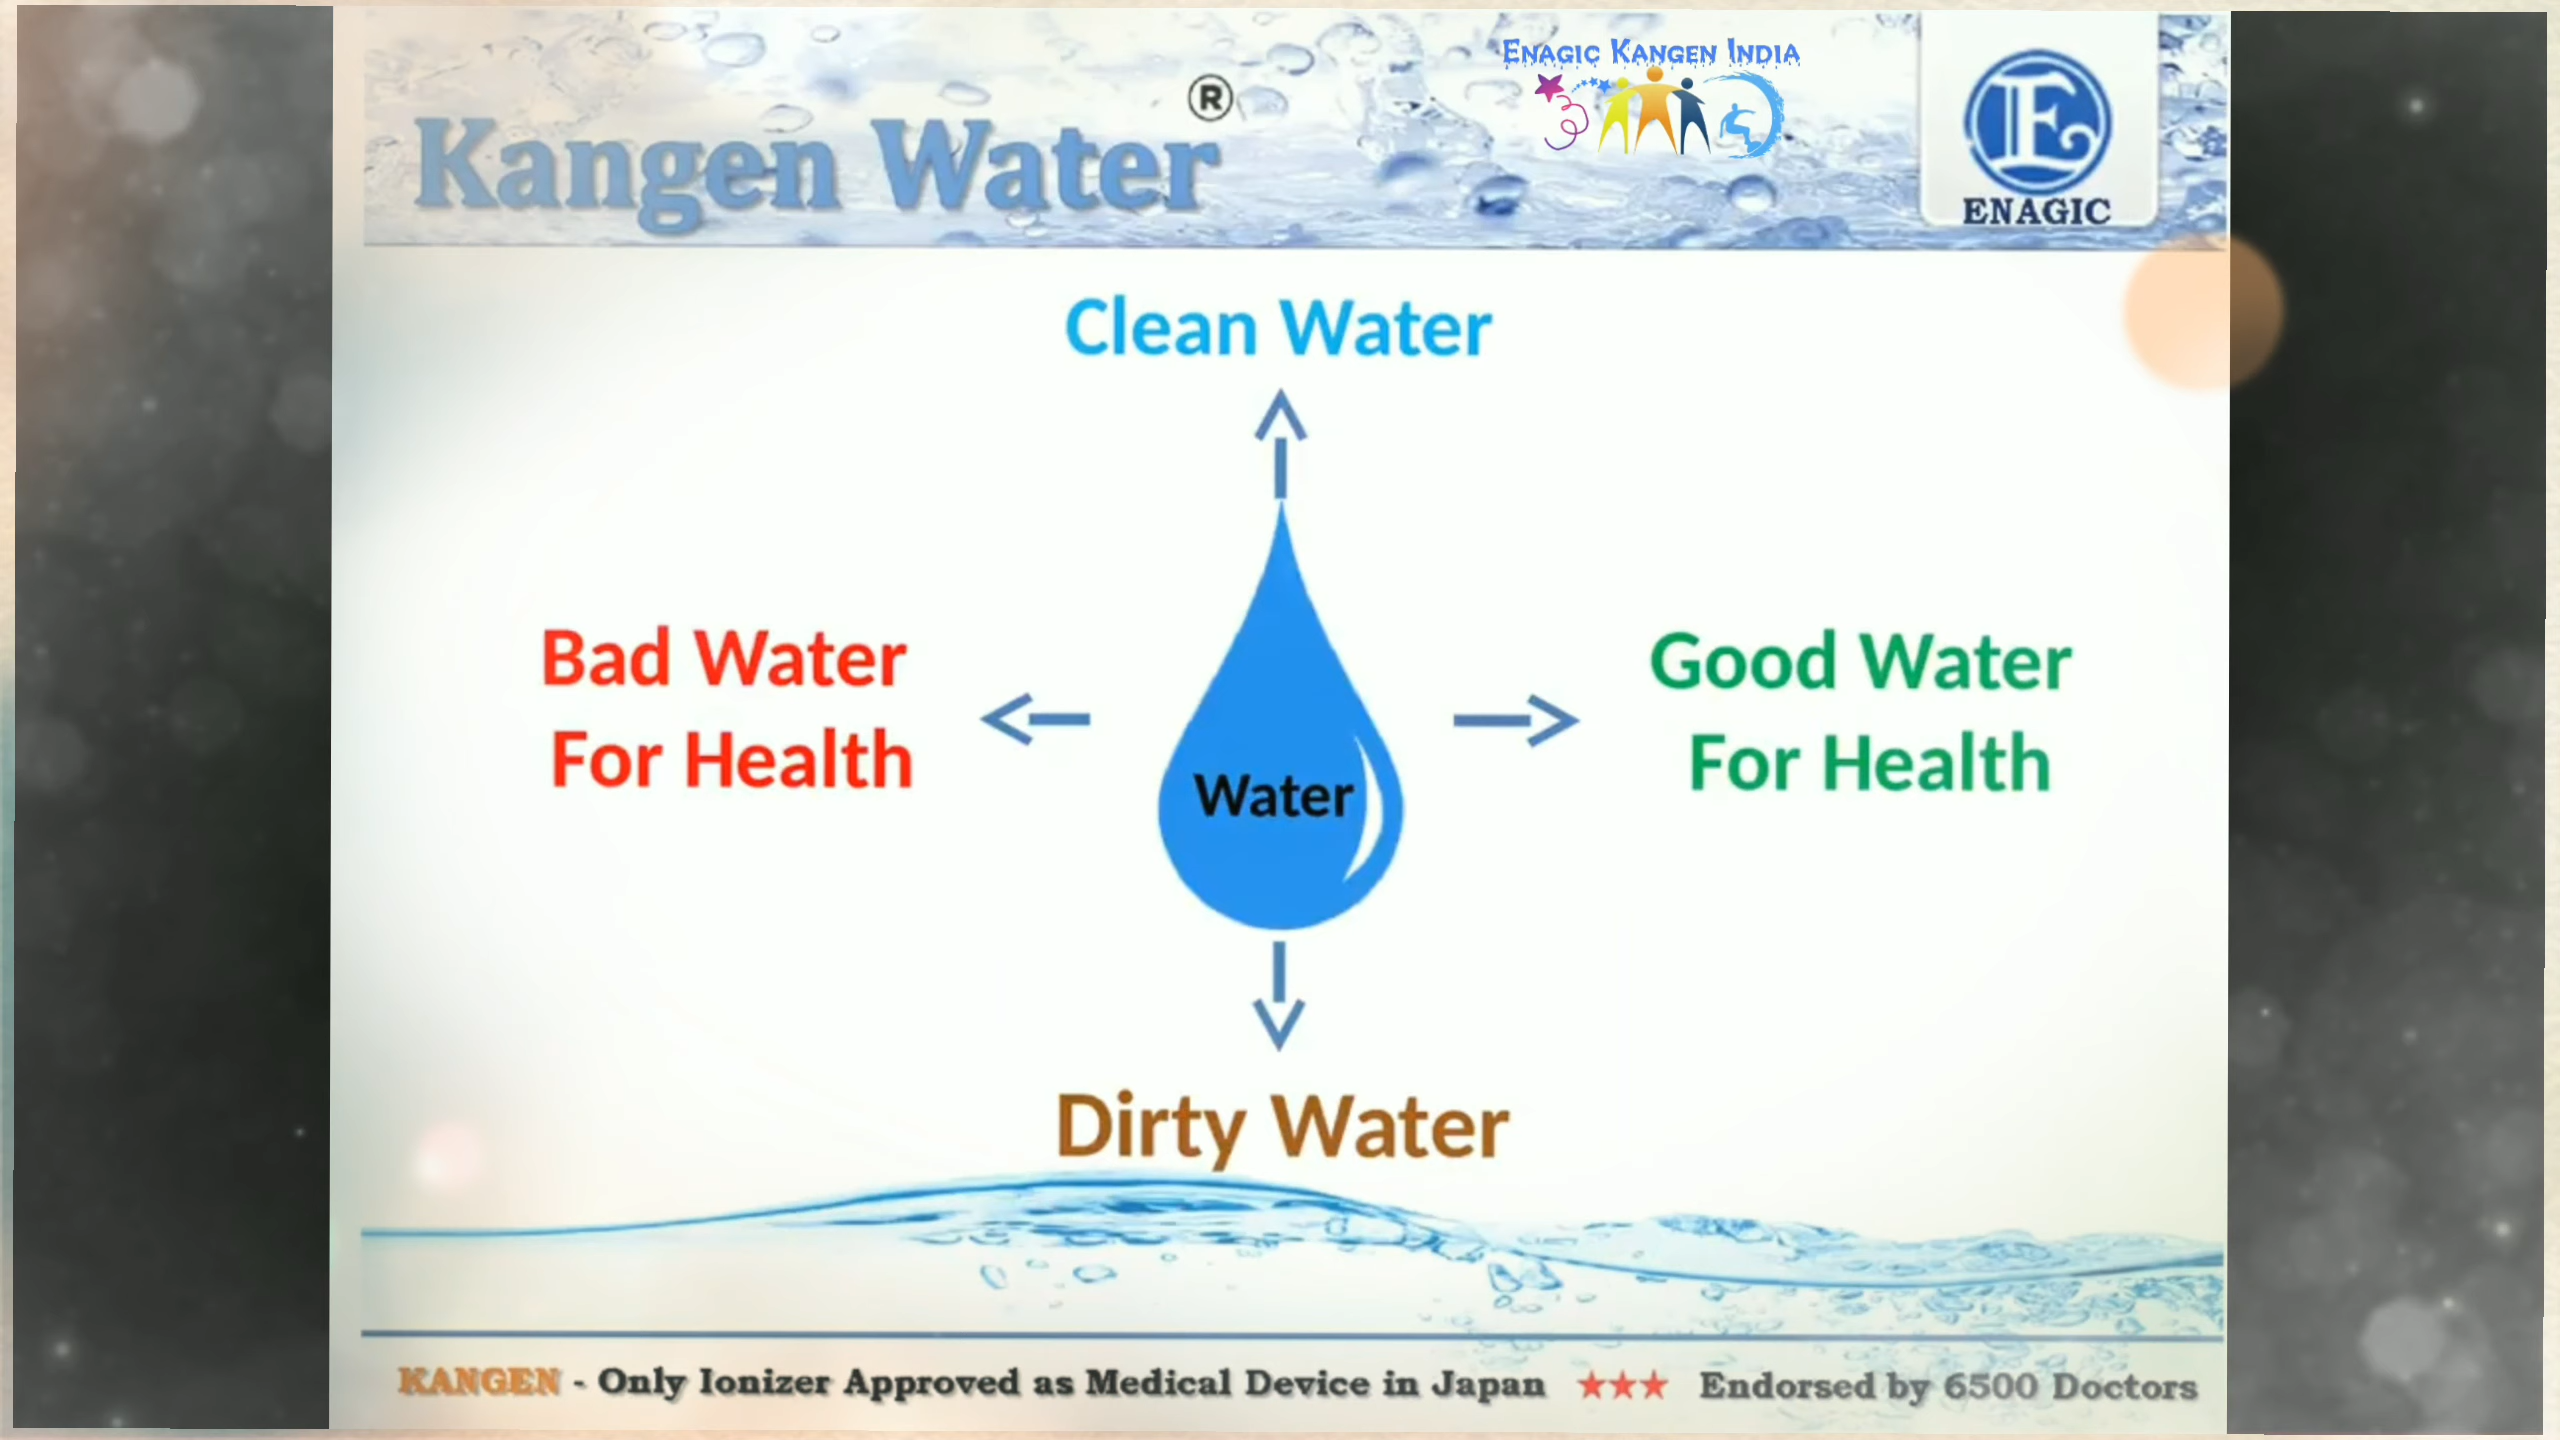 Enagic Kangen India
Kangen Water®
ENAGIC
Clean Water
Bad Water
For Health
Good Water
For Health
Water
Dirty Water
KANGEN - Only Ionizer Approved as Medical Device in Japan ★★★ Endorsed by 6500 Doctors